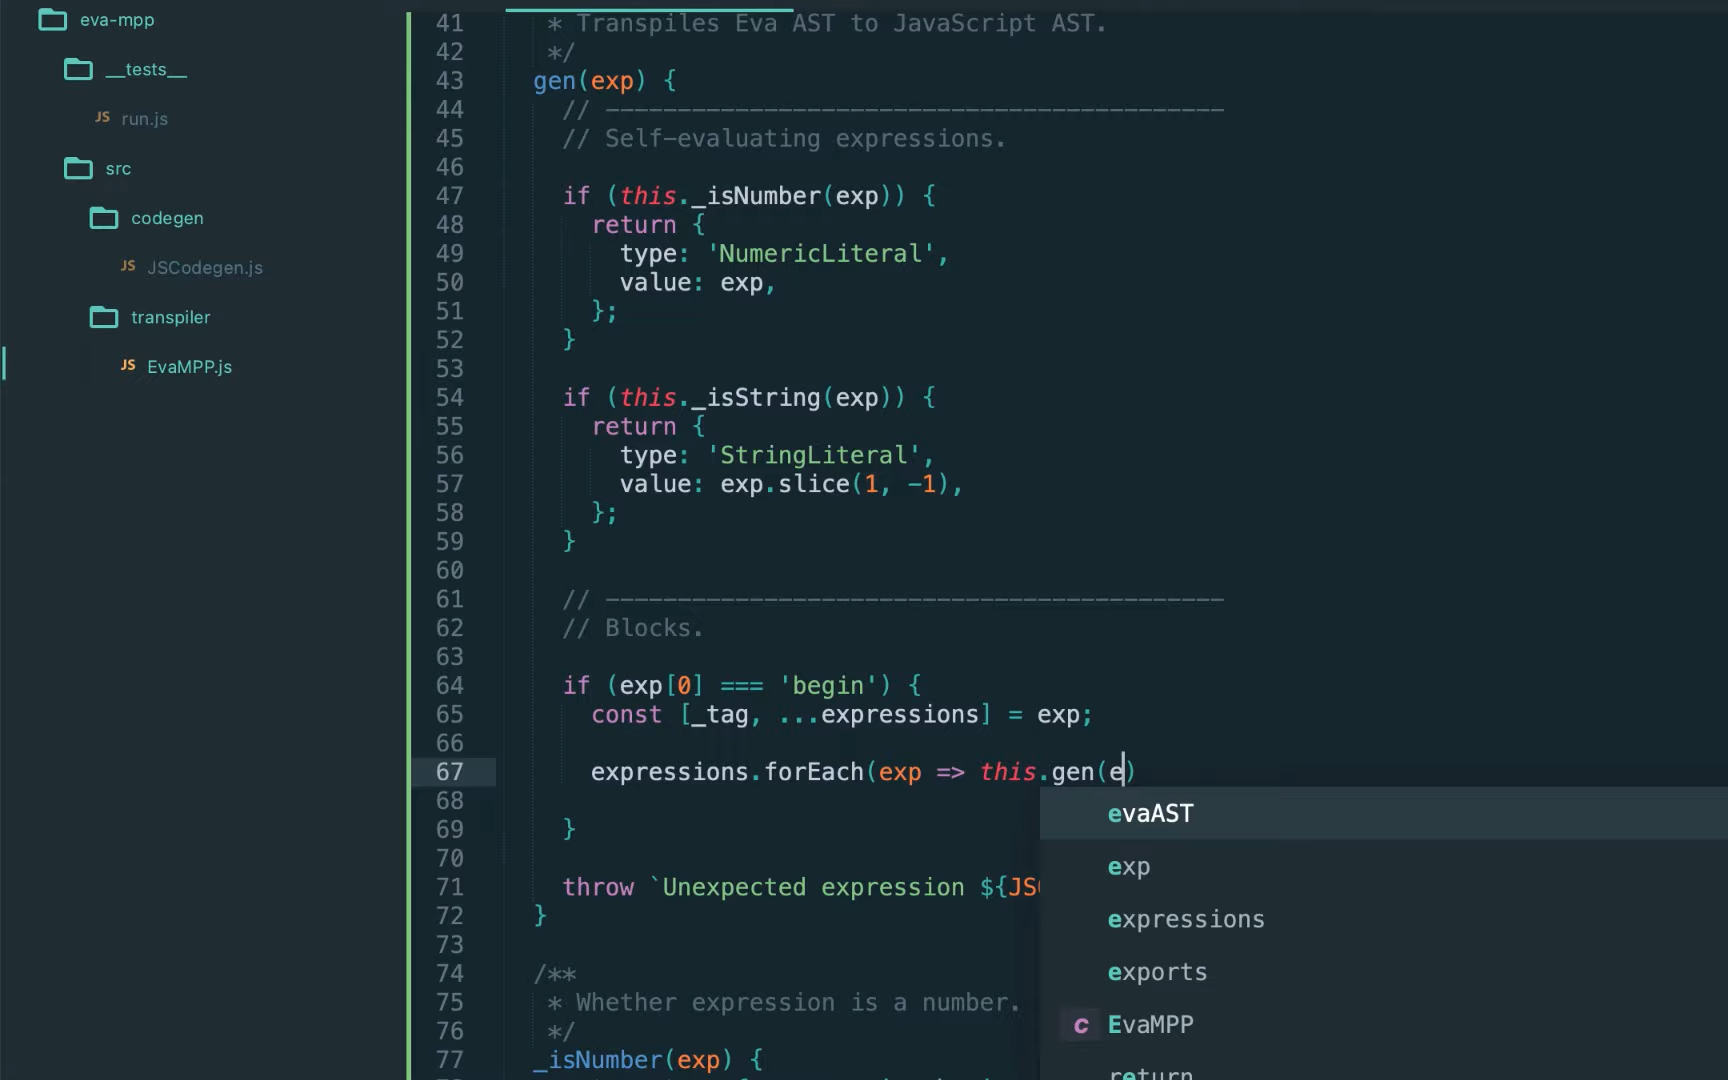 eva-mpp
__tests__
JS run.js
src
codegen
JS JSCodegen.js
transpiler
JS EvaMPP.js
41 * Transpiles Eva AST to JavaScript AST.
42 */
43 gen(exp) {
44 // -------------------------------------------
45 // Self-evaluating expressions.
46
47 if (this._isNumber(exp)) {
48 return {
49 type: 'NumericLiteral',
50 value: exp,
51 };
52 }
53
54 if (this._isString(exp)) {
55 return {
56 type: 'StringLiteral',
57 value: exp.slice(1, -1),
58 };
59 }
60
61 // -------------------------------------------
62 // Blocks.
63
64 if (exp[0] === 'begin') {
65 const [_tag, ...expressions] = exp;
66
67 expressions.forEach(exp => this.gen(e)
68
69 }
70
71 throw `Unexpected expression ${JSO
72 }
73
74 /**
75 * Whether expression is a number.
76 */
77 _isNumber(exp) {
evaAST
exp
expressions
exports
c EvaMPP
return